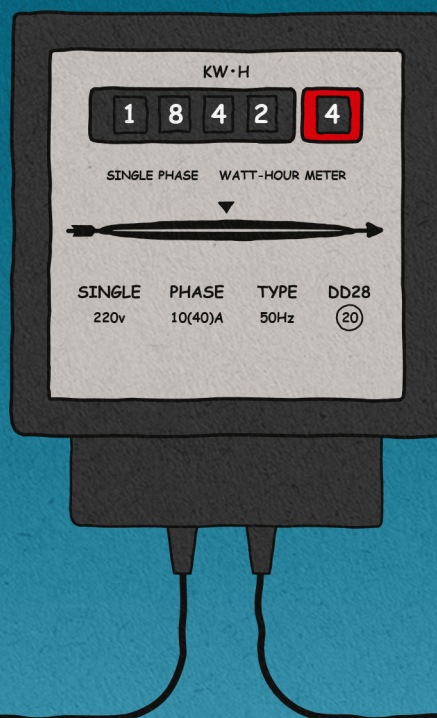 KW·H
1 8 4 2 4
SINGLE PHASE WATT-HOUR METER
SINGLE PHASE TYPE DD28
220v 10(40)A 50Hz 20